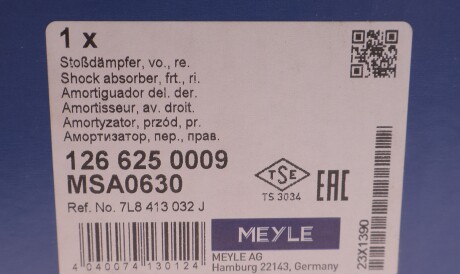 1 x
Stoßdämpfer, vo., re.
Shock absorber, frt., ri.
Amortiguador del. der.
Amortisseur, av. droit.
Amortyzator, przód, pr.
Амортизатор, пер., прав.
126 625 0009
MSA0630
Ref. No. 7L8 413 032 J
TSE
TS 3034
EAC
4 040074 130124
MEYLE
MEYLE AG
Hamburg 22143, Germany
23X1390